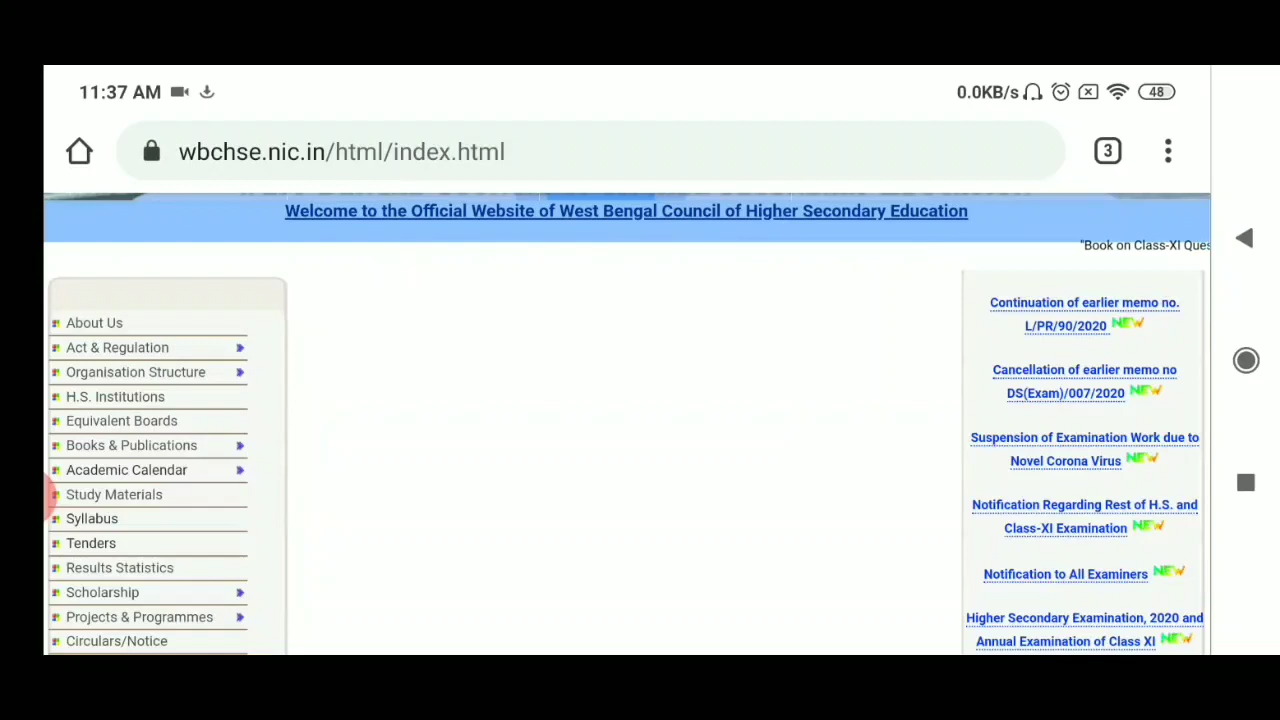 11:37 AM
0.0KB/s
48
wbchse.nic.in/html/index.html
3
Welcome to the Official Website of West Bengal Council of Higher Secondary Education
"Book on Class-XI Ques
About Us
Act & Regulation
Organisation Structure
H.S. Institutions
Equivalent Boards
Books & Publications
Academic Calendar
Study Materials
Syllabus
Tenders
Results Statistics
Scholarship
Projects & Programmes
Circulars/Notice
Continuation of earlier memo no.
L/PR/90/2020 NEW
Cancellation of earlier memo no
DS(Exam)/007/2020 NEW
Suspension of Examination Work due to
Novel Corona Virus NEW
Notification Regarding Rest of H.S. and
Class-XI Examination NEW
Notification to All Examiners NEW
Higher Secondary Examination, 2020 and
Annual Examination of Class XI NEW